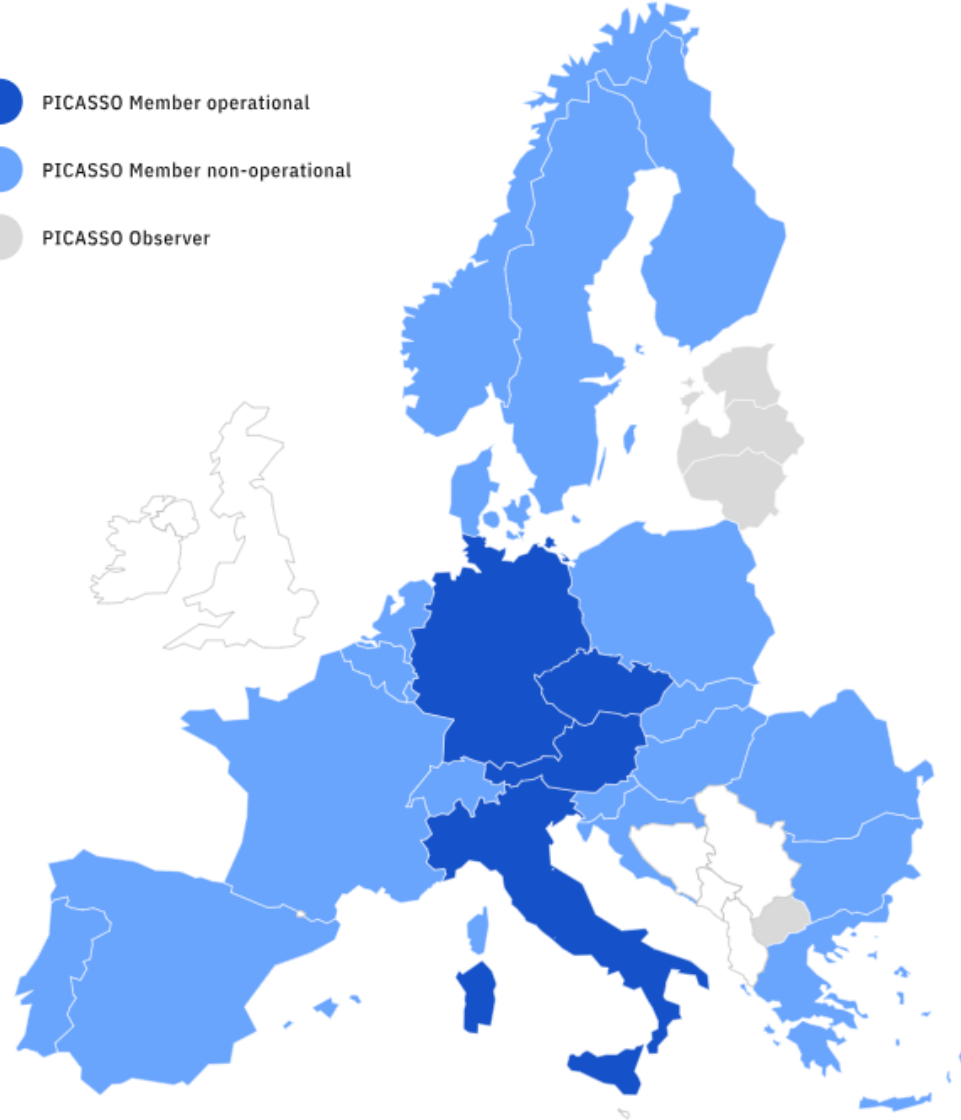 PICASSO Member operational
PICASSO Member non-operational
PICASSO Observer